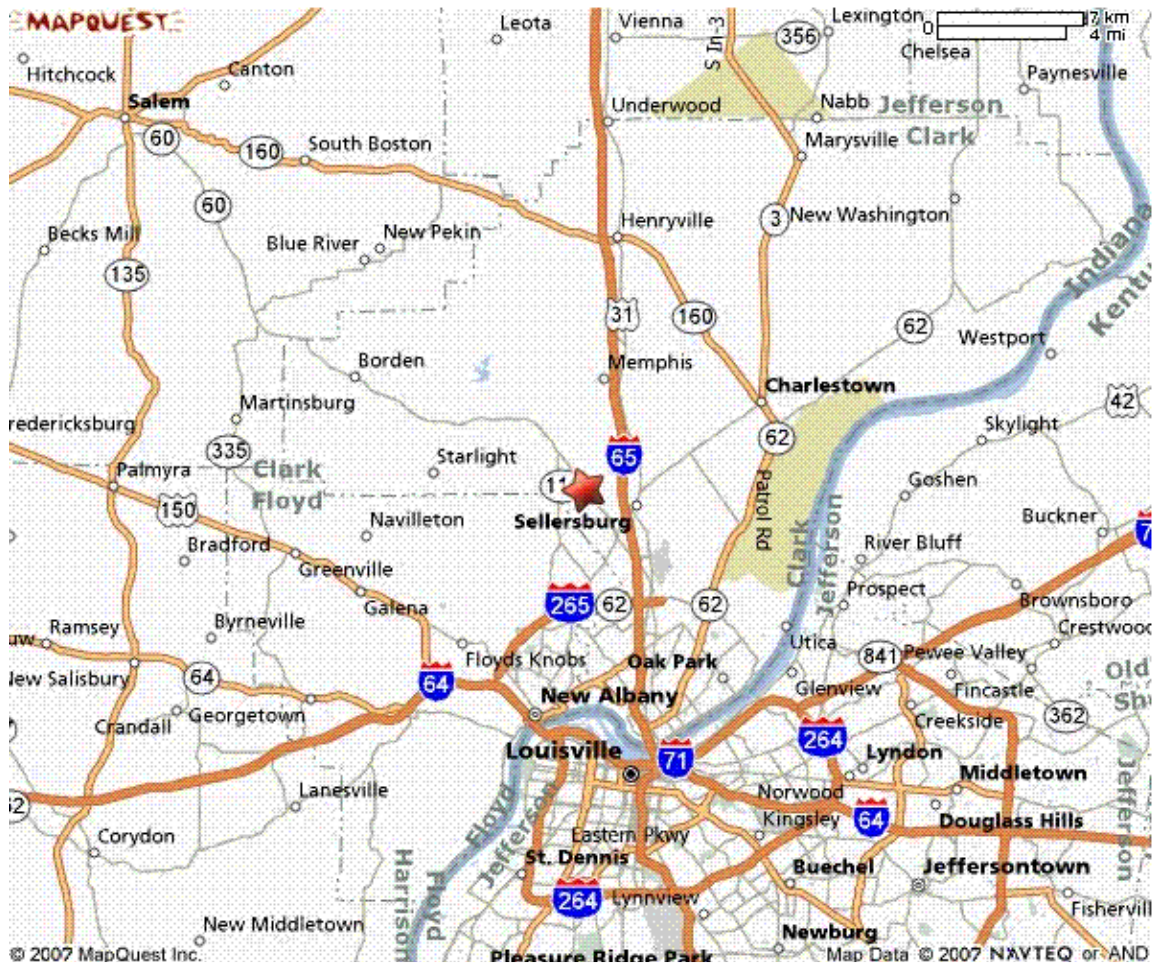 MAPQUEST
Leota
Vienna
356
Lexington
0
7 km
4 mi
S In-3
Chelsea
Hitchcock
Canton
Paynesville
Salem
Underwood
Nabb
Jefferson
Clark
60
160
South Boston
Marysville
60
3
New Washington
Henryville
Becks Mill
Blue River
New Pekin
135
Indiana
Kentu
31
160
62
Westport
Borden
Memphis
Charlestown
42
Martinsburg
redericksburg
335
65
62
Skylight
Palmyra
Clark
Floyd
Starlight
11
Patrol Rd
Goshen
150
Navilleton
Sellersburg
Clark
Jefferson
Buckner
7
Bradford
River Bluff
Greenville
Prospect
Galena
265
62
62
Brownsboro
Ramsey
Byrneville
Utica
Crestwood
uw
Floyds Knobs
Oak Park
841
Pewee Valley
New Salisbury
64
64
New Albany
Glenview
Fincastle
Old
Sh
Crandall
Georgetown
Creekside
362
Louisville
71
264
Lyndon
Middletown
Jefferson
62
Lanesville
Floyd
Jefferson
Norwood
Kingsley
64
Douglass Hills
Corydon
Eastern Pkwy
St. Dennis
Buechel
Jeffersontown
Harrison
Floyd
264
Lynnview
Fishervill
New Middletown
Newburg
© 2007 MapQuest Inc.
Pleasure Ridge Park
Map Data © 2007 NAVTEQ or AND